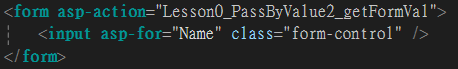 <form asp-action="Lesson0_PassByValue2_getFormVal">
<input asp-for="Name" class="form-control" />
</form>